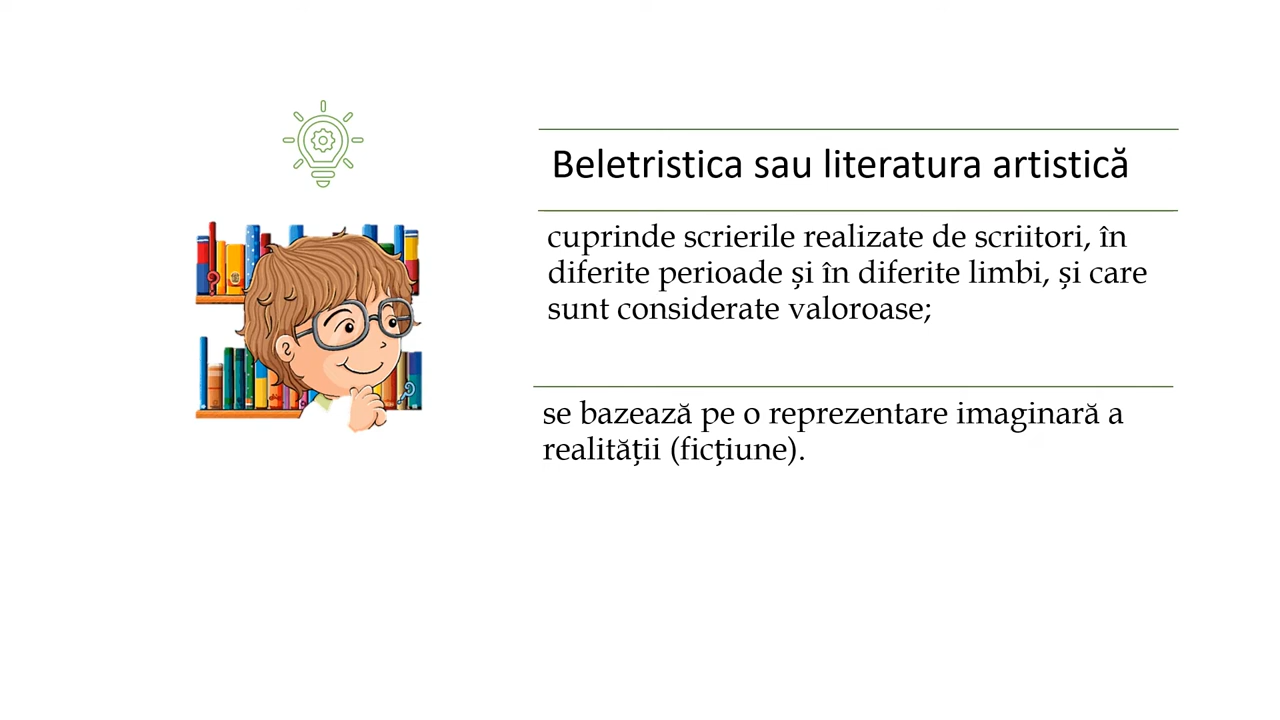 Beletristica sau literatura artistică
cuprinde scrierile realizate de scriitori, în
diferite perioade și în diferite limbi, și care
sunt considerate valoroase;
se bazează pe o reprezentare imaginară a
realității (ficțiune).